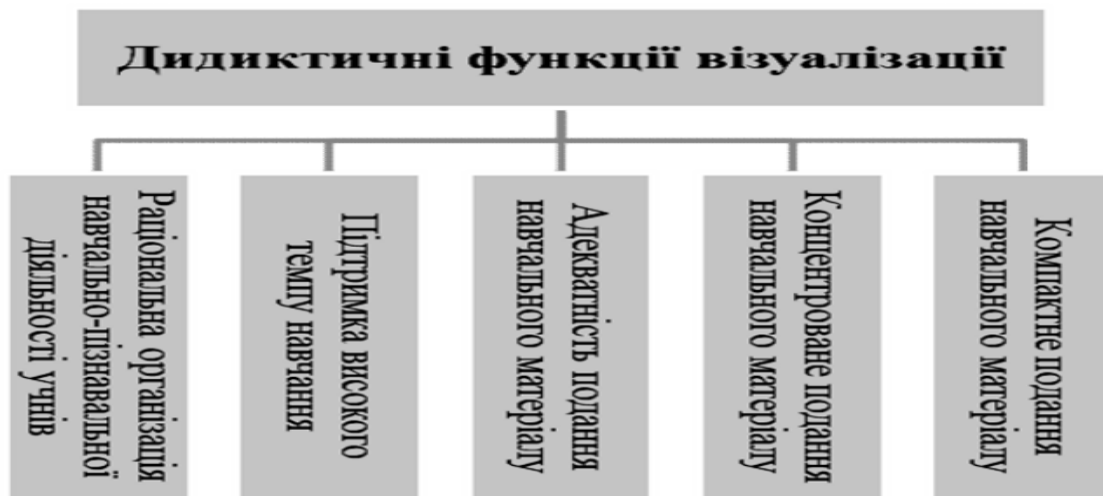 Дидиктичні функції візуалізації
Раціональна організація
навчально-пізнавальної
діяльності учнів
Підтримка високого
темпу навчання
Адекватність подання
навчального матеріалу
Концентроване подання
навчального матеріалу
Компактне подання
навчального матеріалу